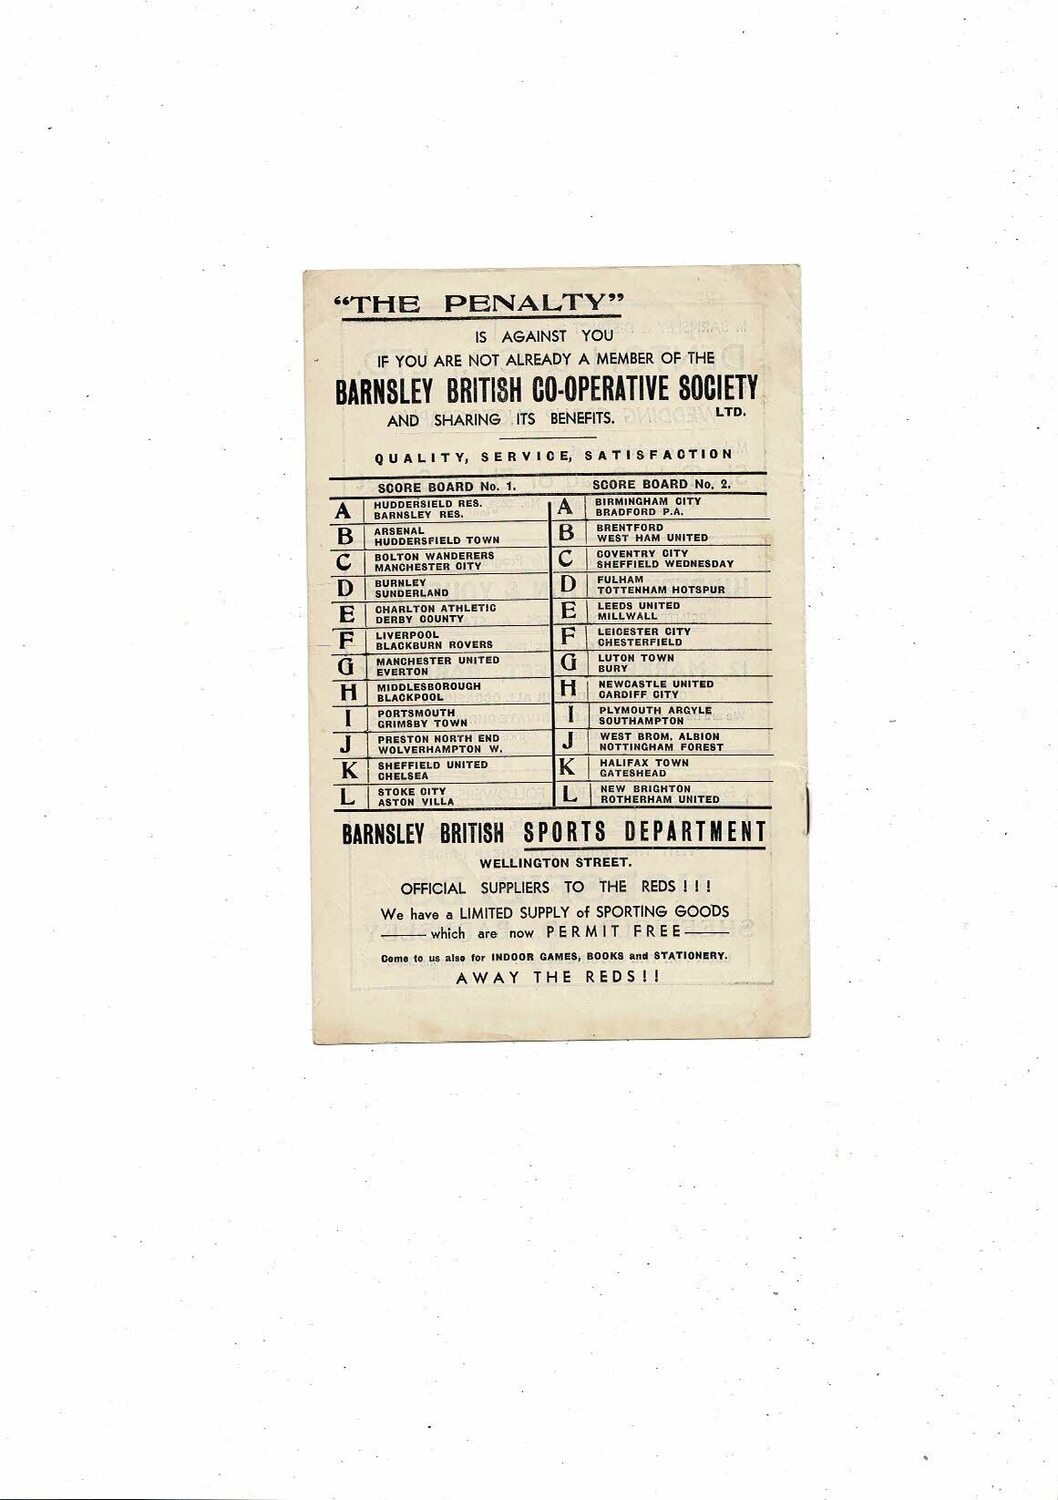 "THE PENALTY"
IS AGAINST YOU
IF YOU ARE NOT ALREADY A MEMBER OF THE
BARNSLEY BRITISH CO-OPERATIVE SOCIETY
AND SHARING ITS BENEFITS. LTD.
QUALITY, SERVICE, SATISFACTION
SCORE BOARD No. 1. SCORE BOARD No. 2.
A HUDDERSIELD RES. A BIRMINGHAM CITY
BARNSLEY RES. BRADFORD P.A.
B ARSENAL B BRENTFORD
HUDDERSFIELD TOWN WEST HAM UNITED
C BOLTON WANDERERS C COVENTRY CITY
MANCHESTER CITY SHEFFIELD WEDNESDAY
D BURNLEY D FULHAM
SUNDERLAND TOTTENHAM HOTSPUR
E CHARLTON ATHLETIC E LEEDS UNITED
DERBY COUNTY MILLWALL
F LIVERPOOL F LEICESTER CITY
BLACKBURN ROVERS CHESTERFIELD
G MANCHESTER UNITED G LUTON TOWN
EVERTON BURY
H MIDDLESBOROUGH H NEWCASTLE UNITED
BLACKPOOL CARDIFF CITY
I PORTSMOUTH I PLYMOUTH ARGYLE
GRIMSBY TOWN SOUTHAMPTON
J PRESTON NORTH END J WEST BROM. ALBION
WOLVERHAMPTON W. NOTTINGHAM FOREST
K SHEFFIELD UNITED K HALIFAX TOWN
CHELSEA GATESHEAD
L STOKE CITY L NEW BRIGHTON
ASTON VILLA ROTHERHAM UNITED
BARNSLEY BRITISH SPORTS DEPARTMENT
WELLINGTON STREET.
OFFICIAL SUPPLIERS TO THE REDS ! ! !
We have a LIMITED SUPPLY of SPORTING GOODS
which are now PERMIT FREE
Come to us also for INDOOR GAMES, BOOKS and STATIONERY.
AWAY THE REDS ! !